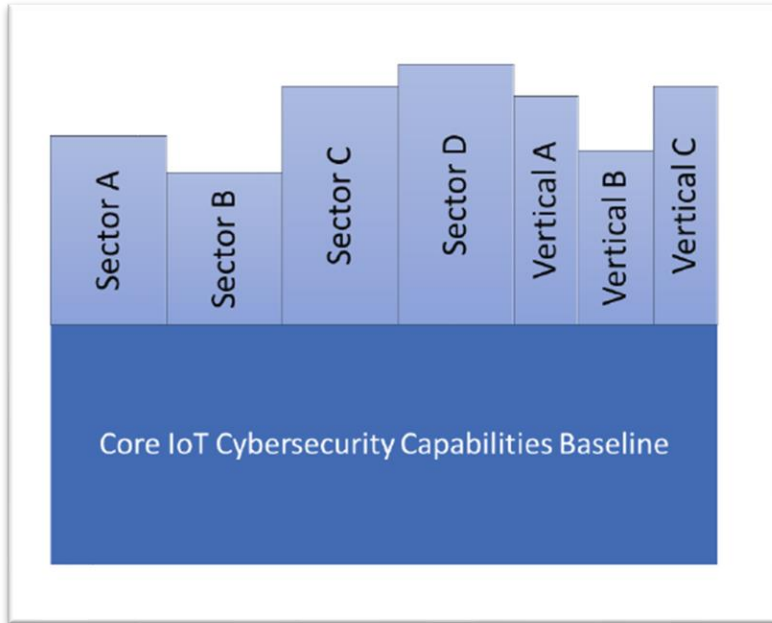 Sector A
Sector B
Sector C
Sector D
Vertical A
Vertical B
Vertical C
Core IoT Cybersecurity Capabilities Baseline